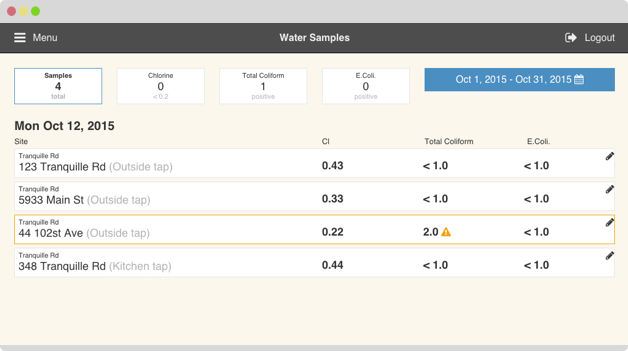 Menu
Water Samples
Logout
Samples
4
total
Chlorine
0
< 0.2
Total Coliform
1
positive
E.Coli.
0
positive
Oct 1, 2015 - Oct 31, 2015
Mon Oct 12, 2015
Site Cl Total Coliform E.Coli.
Tranquille Rd
123 Tranquille Rd (Outside tap) 0.43 < 1.0 < 1.0
Tranquille Rd
5933 Main St (Outside tap) 0.33 < 1.0 < 1.0
Tranquille Rd
44 102st Ave (Outside tap) 0.22 2.0 < 1.0
Tranquille Rd
348 Tranquille Rd (Kitchen tap) 0.44 < 1.0 < 1.0